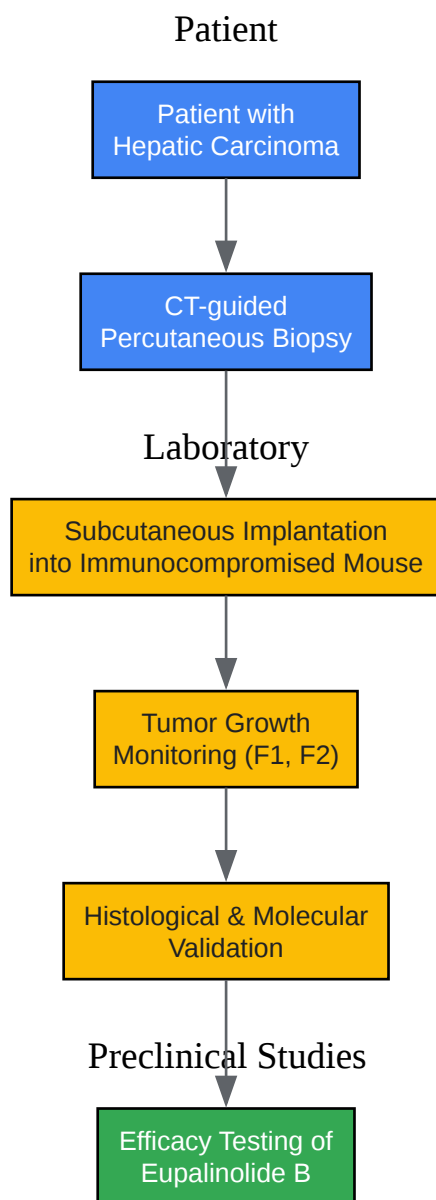 Patient
Patient with
Hepatic Carcinoma
CT-guided
Percutaneous Biopsy
Laboratory
Subcutaneous Implantation
into Immunocompromised Mouse
Tumor Growth
Monitoring (F1, F2)
Histological & Molecular
Validation
Preclinical Studies
Efficacy Testing of
Eupalinolide B